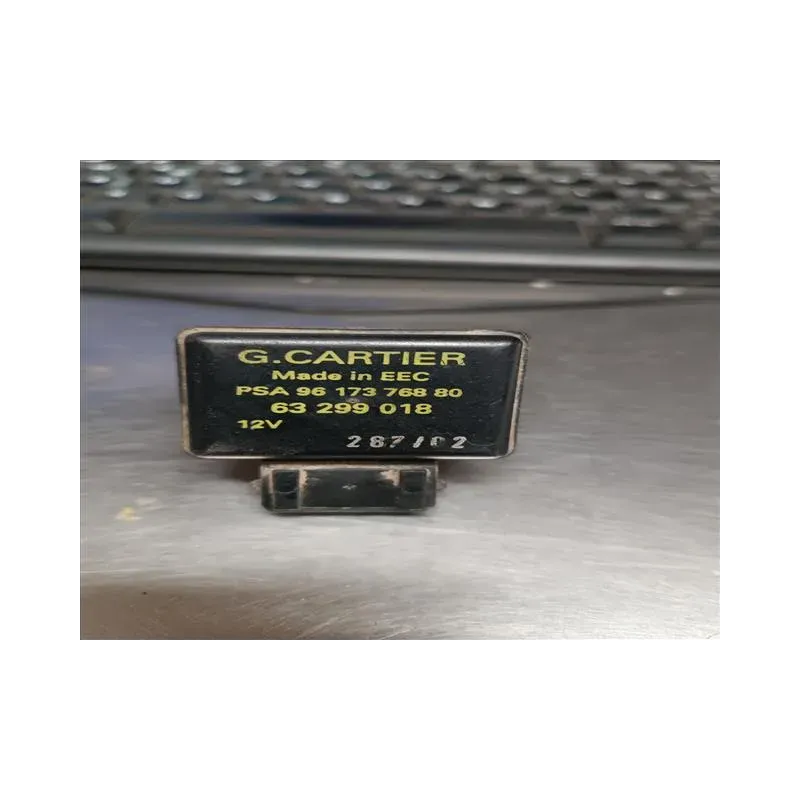 G.CARTIER
Made in EEC
PSA 96 173 768 80
63 299 018
12V
287/02